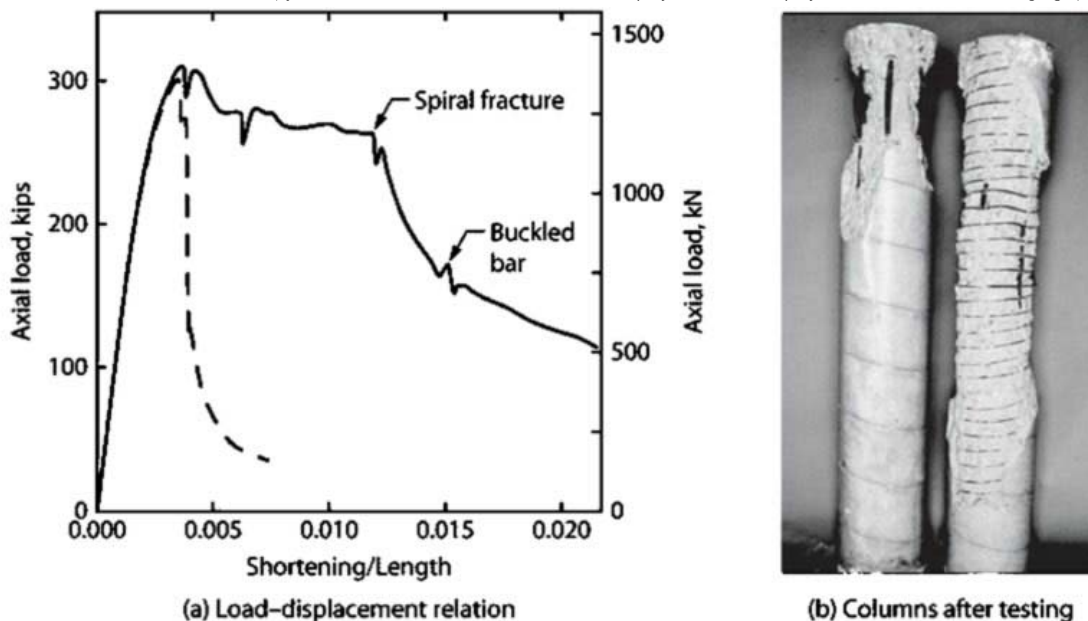 Axial load, kips
300
200
100
0
Spiral fracture
Buckled
bar
1500
1000
500
0
Axial load, kN
0.000
0.005
0.010
0.015
0.020
Shortening/Length
(a) Load–displacement relation
(b) Columns after testing